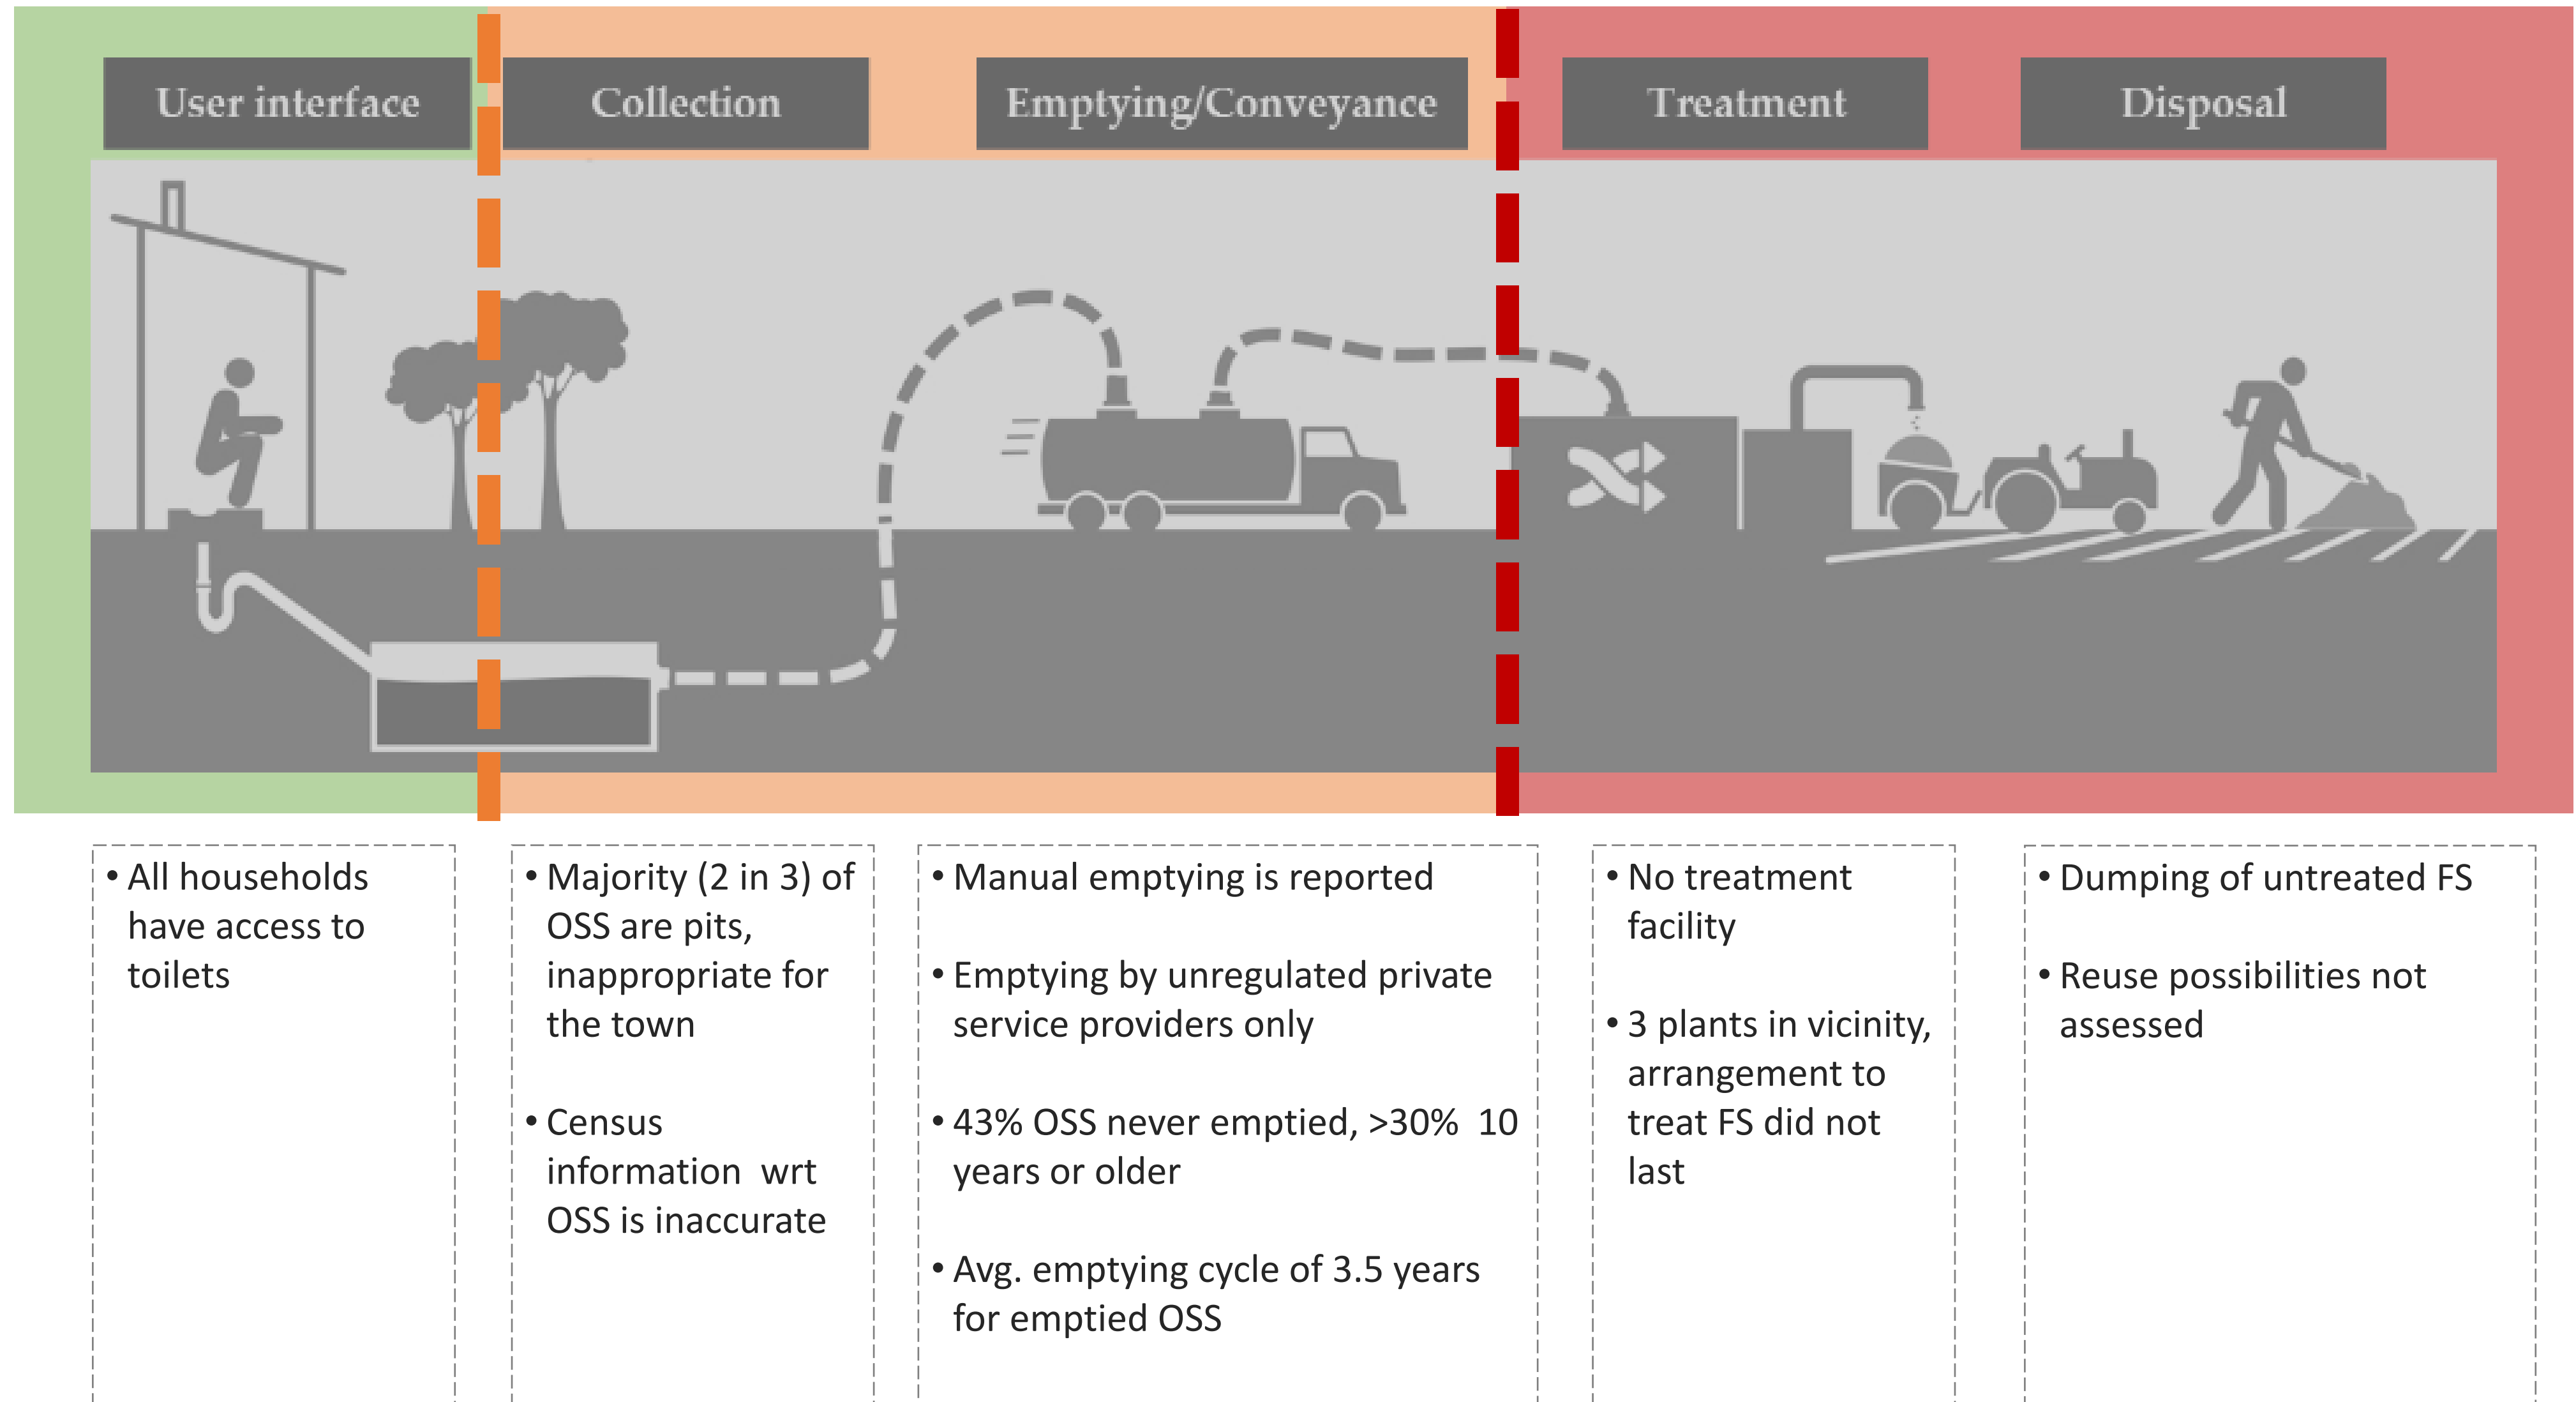 User interface
Collection
Emptying/Conveyance
Treatment
Disposal
• All households
have access to
toilets
• Majority (2 in 3) of
OSS are pits,
inappropriate for
the town
• Census
information  wrt
OSS is inaccurate
• Manual emptying is reported
• Emptying by unregulated private
service providers only
• 43% OSS never emptied, >30%  10
years or older
• Avg. emptying cycle of 3.5 years
for emptied OSS
• No treatment
facility
• 3 plants in vicinity,
arrangement to
treat FS did not
last
• Dumping of untreated FS
• Reuse possibilities not
assessed